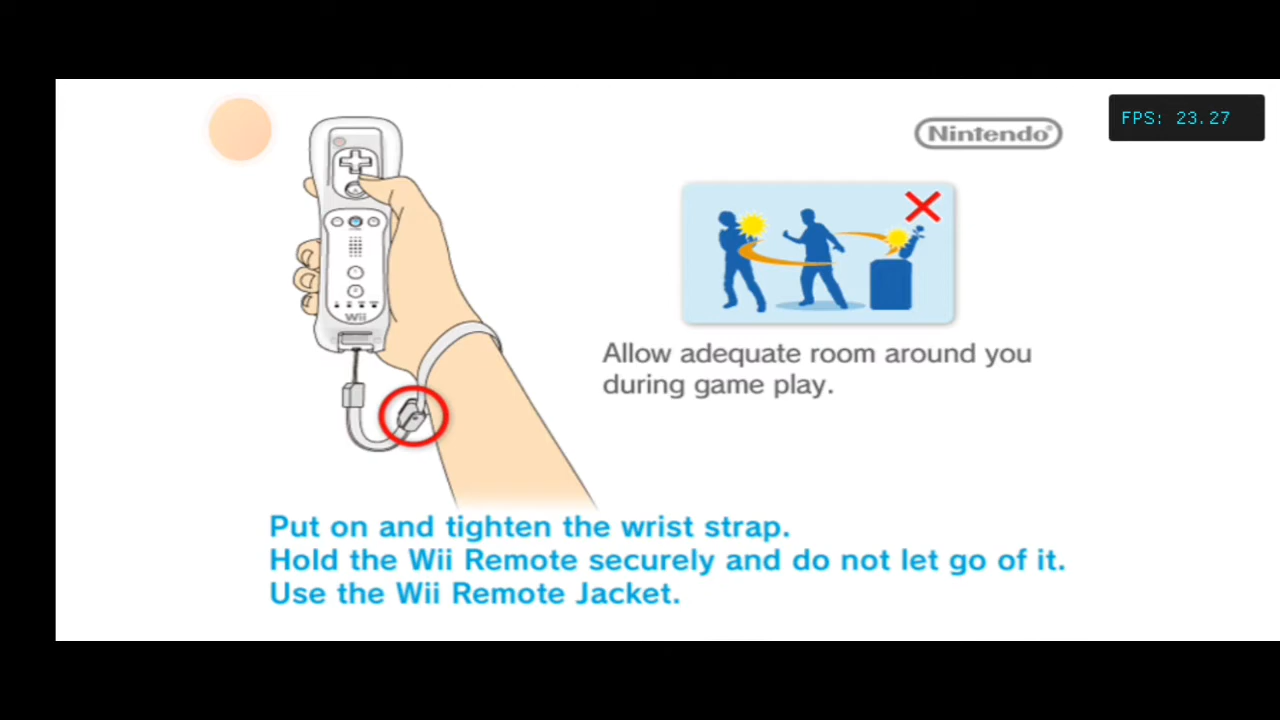 Nintendo®
FPS: 23.27
Wii
Allow adequate room around you
during game play.
Put on and tighten the wrist strap.
Hold the Wii Remote securely and do not let go of it.
Use the Wii Remote Jacket.